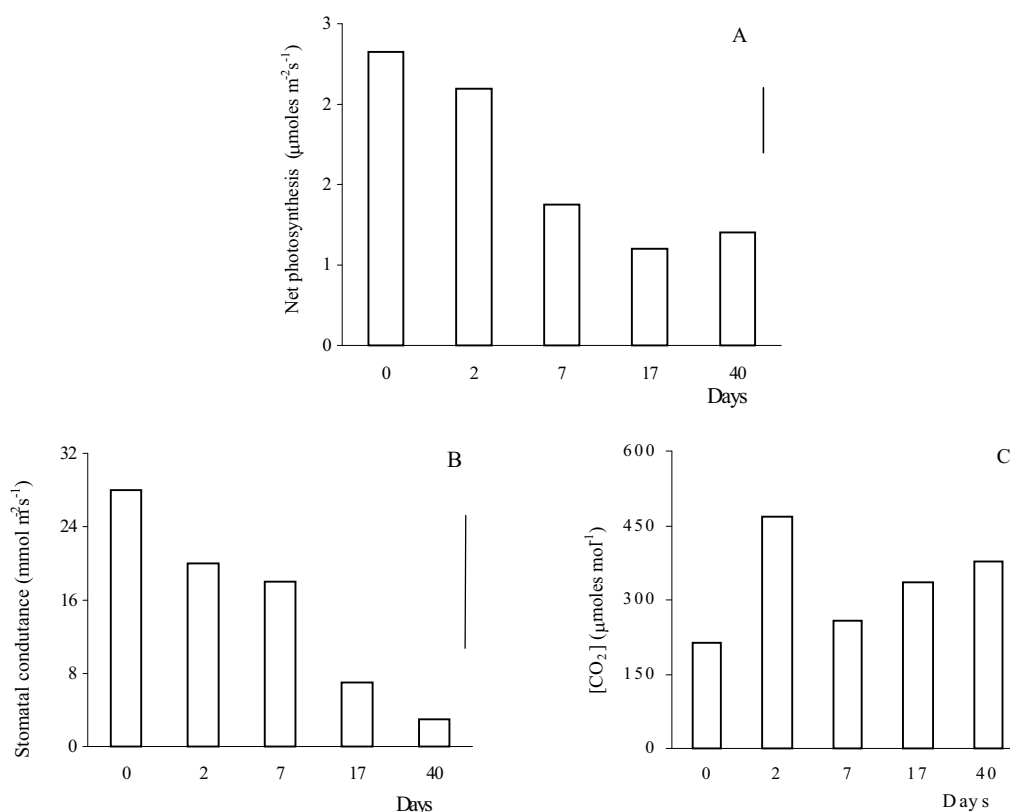 A
Net photosynthesis (μmoles m-2s-1)
3
2
2
1
0
0 2 7 17 40
Days
B
Stomatal condutance (mmol m-2s-1)
32
24
16
8
0
0 2 7 17 40
Days
C
[CO2] (μmoles mol-1)
600
450
300
150
0
0 2 7 17 40
Days